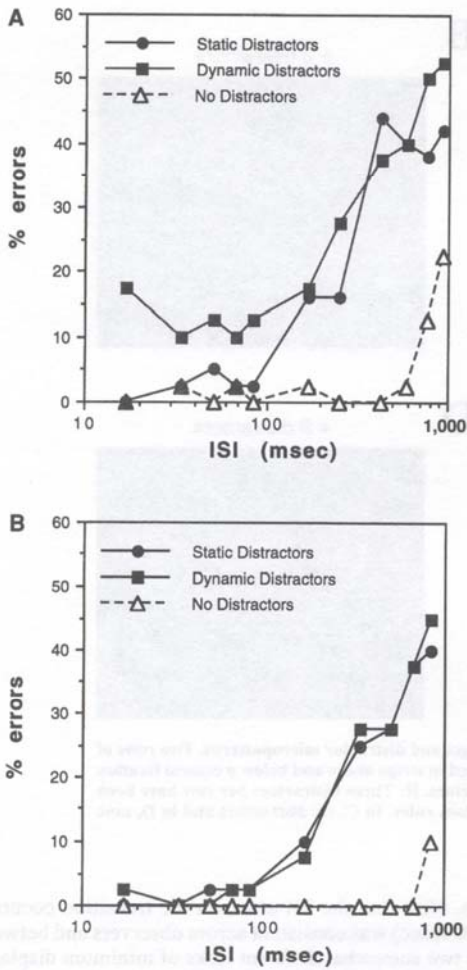 A
60
50
40
30
20
10
0
% errors
Static Distractors
Dynamic Distractors
No Distractors
10 100 1,000
ISI (msec)
B
60
50
40
30
20
10
0
% errors
Static Distractors
Dynamic Distractors
No Distractors
10 100 1,000
ISI (msec)